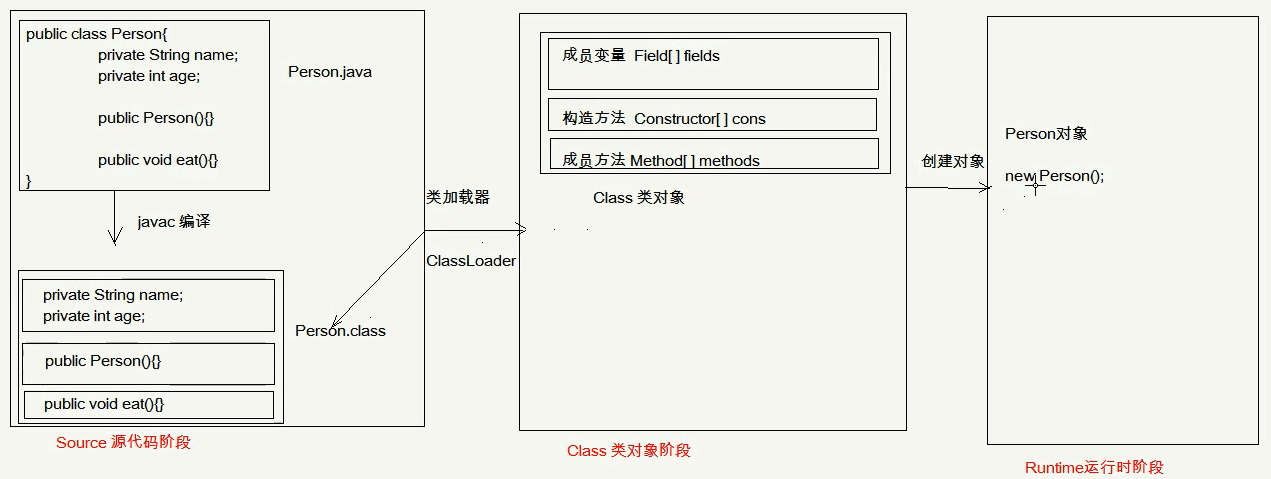 public class Person{
private String name;
private int age;
public Person(){}
public void eat(){}
}
Person.java
javac 编译
private String name;
private int age;
public Person(){}
public void eat(){}
Person.class
Source 源代码阶段
类加载器
ClassLoader
成员变量 Field[ ] fields
构造方法 Constructor[ ] cons
成员方法 Method[ ] methods
Class 类对象
Class 类对象阶段
创建对象
Person对象
new Person();
Runtime运行时阶段